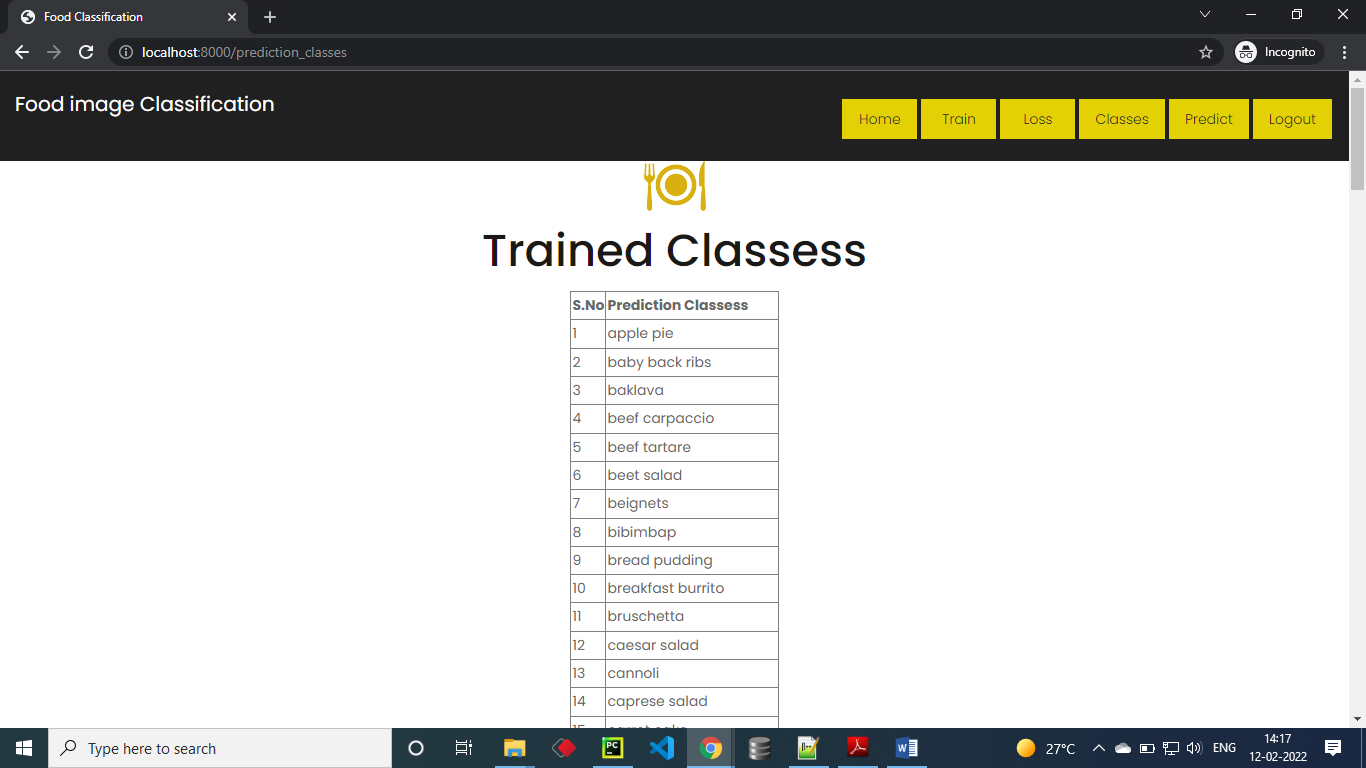 Food Classification
localhost:8000/prediction_classes
Incognito
Food image Classification
Home Train Loss Classes Predict Logout
Trained Classess
S.No Prediction Classess
1 apple pie
2 baby back ribs
3 baklava
4 beef carpaccio
5 beef tartare
6 beet salad
7 beignets
8 bibimbap
9 bread pudding
10 breakfast burrito
11 bruschetta
12 caesar salad
13 cannoli
14 caprese salad
Type here to search
PC
27°C
ENG
14:17
12-02-2022